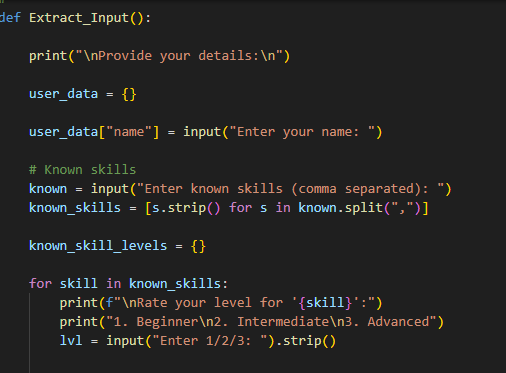 def Extract_Input():
print("\nProvide your details:\n")
user_data = {}
user_data["name"] = input("Enter your name: ")
# Known skills
known = input("Enter known skills (comma separated): ")
known_skills = [s.strip() for s in known.split(",")]
known_skill_levels = {}
for skill in known_skills:
print(f"\nRate your level for '{skill}':")
print("1. Beginner\n2. Intermediate\n3. Advanced")
lvl = input("Enter 1/2/3: ").strip()